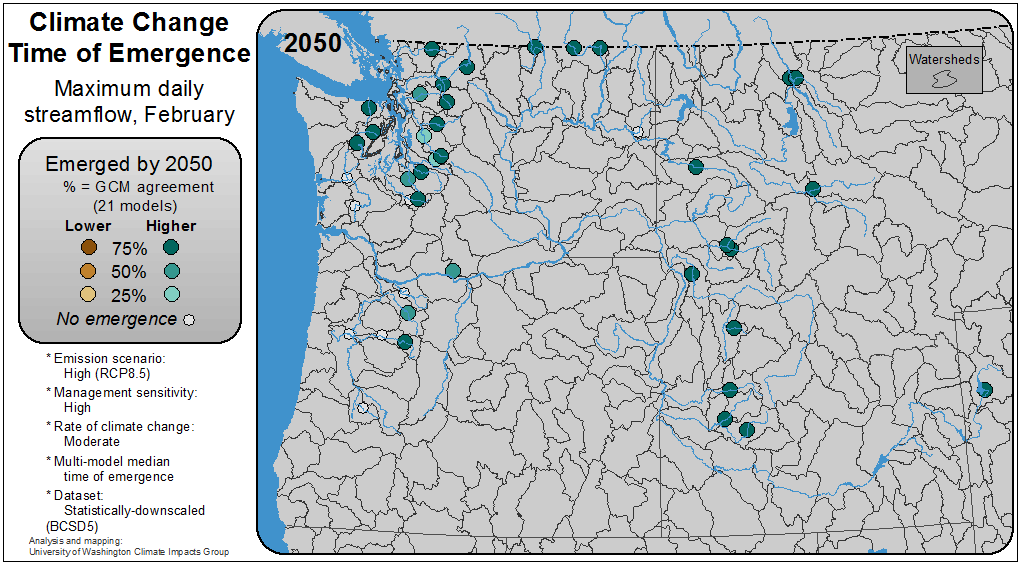 Climate Change
Time of Emergence
Maximum daily
streamflow, February
Emerged by 2050
% = GCM agreement
(21 models)
Lower Higher
75%
50%
25%
No emergence
* Emission scenario:
High (RCP8.5)
* Management sensitivity:
High
* Rate of climate change:
Moderate
* Multi-model median
time of emergence
* Dataset:
Statistically-downscaled
(BCSD5)
Analysis and mapping:
University of Washington Climate Impacts Group
2050
Watersheds